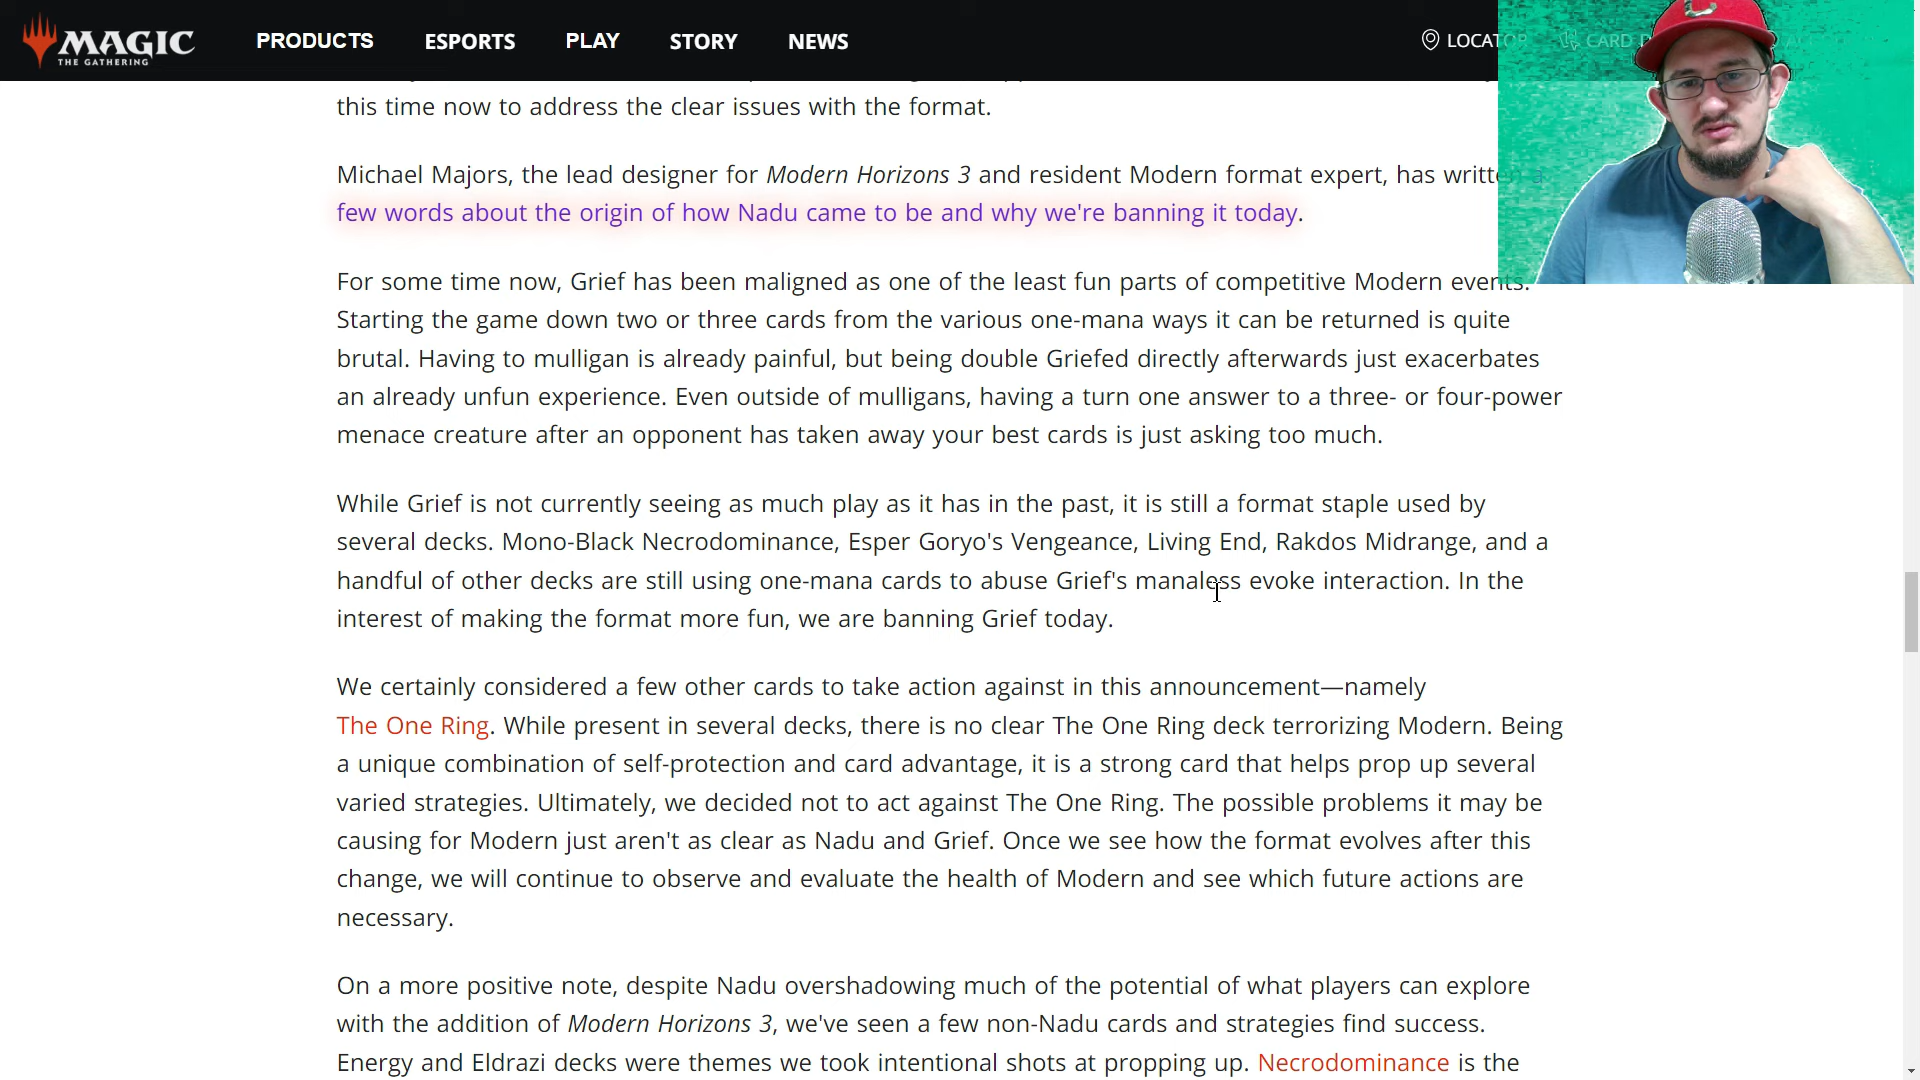 MAGIC
THE GATHERING
PRODUCTS
ESPORTS
PLAY
STORY
NEWS
LOCATOR
CARD
this time now to address the clear issues with the format.
Michael Majors, the lead designer for Modern Horizons 3 and resident Modern format expert, has written a
few words about the origin of how Nadu came to be and why we're banning it today.
For some time now, Grief has been maligned as one of the least fun parts of competitive Modern events.
Starting the game down two or three cards from the various one-mana ways it can be returned is quite
brutal. Having to mulligan is already painful, but being double Griefed directly afterwards just exacerbates
an already unfun experience. Even outside of mulligans, having a turn one answer to a three- or four-power
menace creature after an opponent has taken away your best cards is just asking too much.
While Grief is not currently seeing as much play as it has in the past, it is still a format staple used by
several decks. Mono-Black Necrodominance, Esper Goryo's Vengeance, Living End, Rakdos Midrange, and a
handful of other decks are still using one-mana cards to abuse Grief's manaless evoke interaction. In the
interest of making the format more fun, we are banning Grief today.
We certainly considered a few other cards to take action against in this announcement—namely
The One Ring. While present in several decks, there is no clear The One Ring deck terrorizing Modern. Being
a unique combination of self-protection and card advantage, it is a strong card that helps prop up several
varied strategies. Ultimately, we decided not to act against The One Ring. The possible problems it may be
causing for Modern just aren't as clear as Nadu and Grief. Once we see how the format evolves after this
change, we will continue to observe and evaluate the health of Modern and see which future actions are
necessary.
On a more positive note, despite Nadu overshadowing much of the potential of what players can explore
with the addition of Modern Horizons 3, we've seen a few non-Nadu cards and strategies find success.
Energy and Eldrazi decks were themes we took intentional shots at propping up. Necrodominance is the